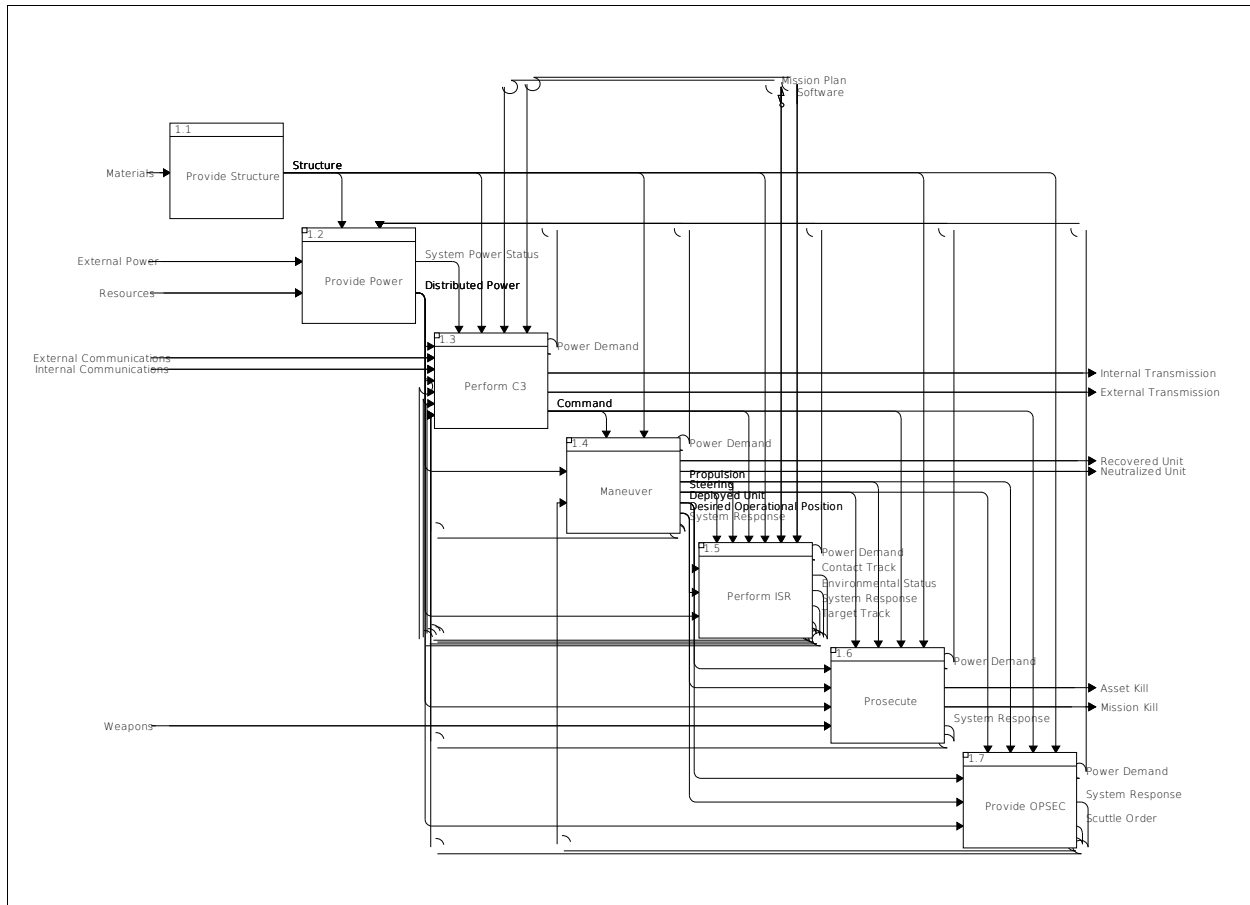 Mission Plan
Software
1.1
Provide Structure
Materials
Structure
1.2
Provide Power
External Power
Resources
System Power Status
Distributed Power
1.3
Perform C3
External Communications
Internal Communications
Power Demand
Internal Transmission
External Transmission
Command
1.4
Maneuver
Power Demand
Recovered Unit
Neutralized Unit
Propulsion
Steering
Deployed Unit
Desired Operational Position
System Response
1.5
Perform ISR
Power Demand
Contact Track
Environmental Status
System Response
Target Track
1.6
Prosecute
Power Demand
Asset Kill
Mission Kill
System Response
Weapons
1.7
Provide OPSEC
Power Demand
System Response
Scuttle Order